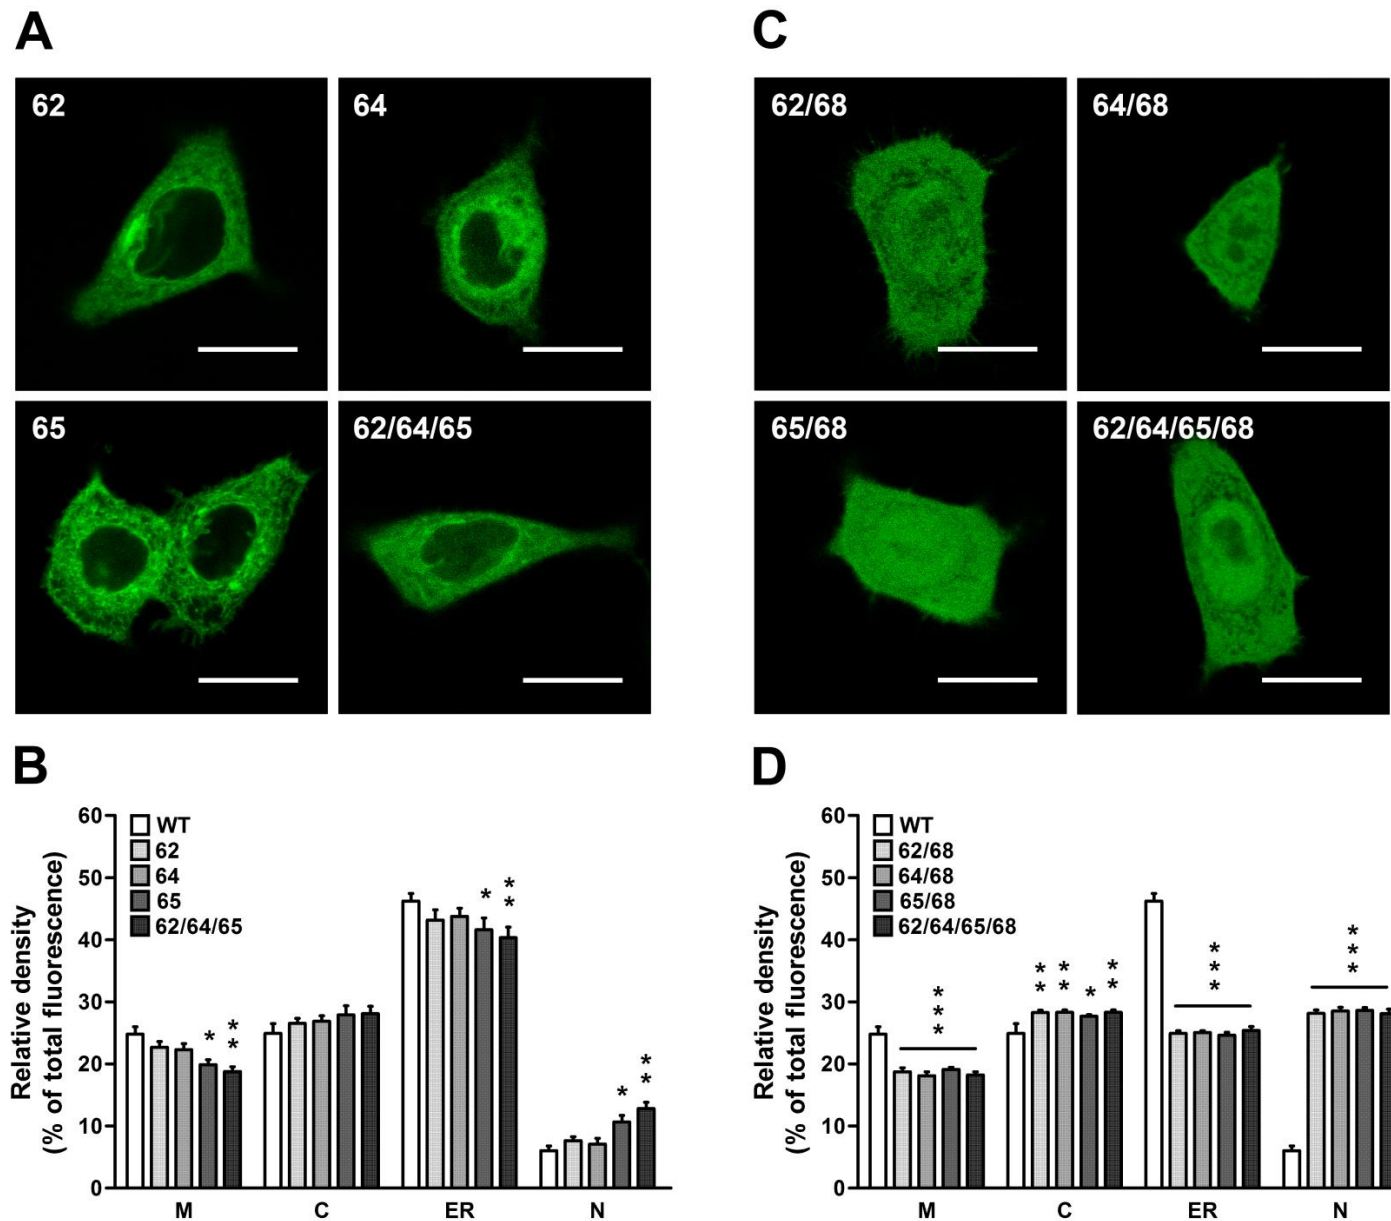 A
62
64
65
62/64/65
B
Relative density
(% of total fluorescence)
60
50
40
30
20
10
0
WT
62
64
65
62/64/65
*
**
*
**
*
**
M
C
ER
N
C
62/68
64/68
65/68
62/64/65/68
D
Relative density
(% of total fluorescence)
60
50
40
30
20
10
0
WT
62/68
64/68
65/68
62/64/65/68
***
**
**
*
**
***
***
M
C
ER
N